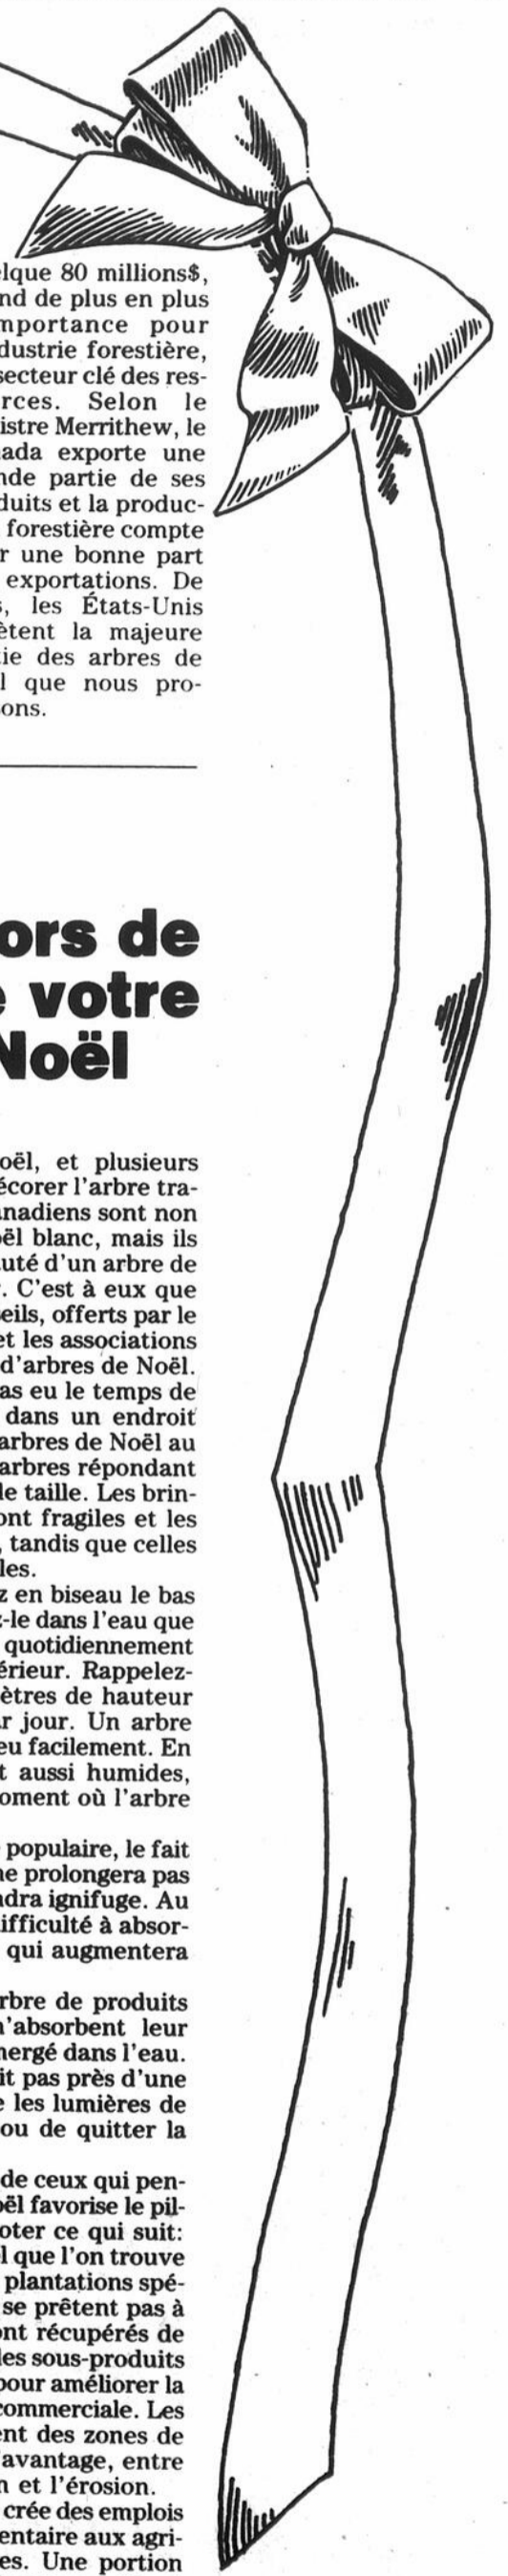 elque 80 millions$,
nd de plus en plus
mportance pour
dustrie forestière,
secteur clé des res-
rces. Selon le
istre Merrithew, le
nada exporte une
nde partie de ses
duits et la produc-
forestière compte
r une bonne part
exportations. De
s, les États-Unis
ètent la majeure
tie des arbres de
l que nous pro-
sons.
ors de
e votre
Noël
oël, et plusieurs
écorer l'arbre tra-
anadiens sont non
oël blanc, mais ils
uté d'un arbre de
r. C'est à eux que
seils, offerts par le
et les associations
d'arbres de Noël.
as eu le temps de
dans un endroit
arbres de Noël au
arbres répondant
de taille. Les brin-
ont fragiles et les
, tandis que celles
les.
z en biseau le bas
z-le dans l'eau que
quotidiennement
érieur. Rappelez-
ètres de hauteur
r jour. Un arbre
eu facilement. En
t aussi humides,
oment où l'arbre
populaire, le fait
ne prolongera pas
ndra ignifuge. Au
ifficulté à absor-
qui augmentera
rbre de produits
n'absorbent leur
nergé dans l'eau.
it pas près d'une
e les lumières de
ou de quitter la
de ceux qui pen-
oël favorise le pil-
oter ce qui suit:
l que l'on trouve
plantations spé-
se prêtent pas à
nt récupérés de
les sous-produits
pour améliorer la
commerciale. Les
ent des zones de
'avantage, entre
n et l'érosion.
crée des emplois
entaire aux agri-
es. Une portion